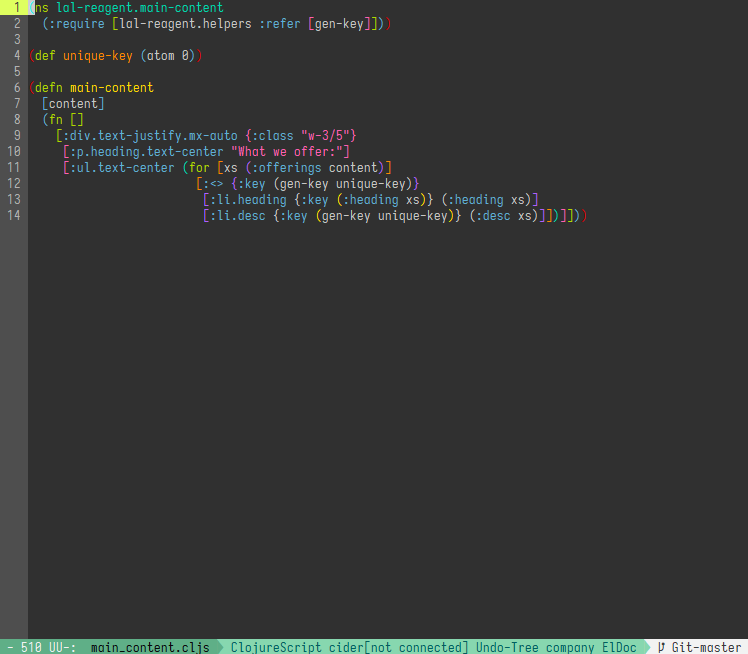 1 (ns lal-reagent.main-content
2   (:require [lal-reagent.helpers :refer [gen-key]]))
3
4 (def unique-key (atom 0))
5
6 (defn main-content
7   [content]
8   (fn []
9     [:div.text-justify.mx-auto {:class "w-3/5"}
10      [:p.heading.text-center "What we offer:"]
11      [:ul.text-center (for [xs (:offerings content)]
12                         [:<> {:key (gen-key unique-key)}
13                          [:li.heading {:key (:heading xs)} (:heading xs)]
14                          [:li.desc {:key (gen-key unique-key)} (:desc xs)]])]]))
- 510 UU-: main_content.cljs ClojureScript cider[not connected] Undo-Tree company ElDoc Git-master